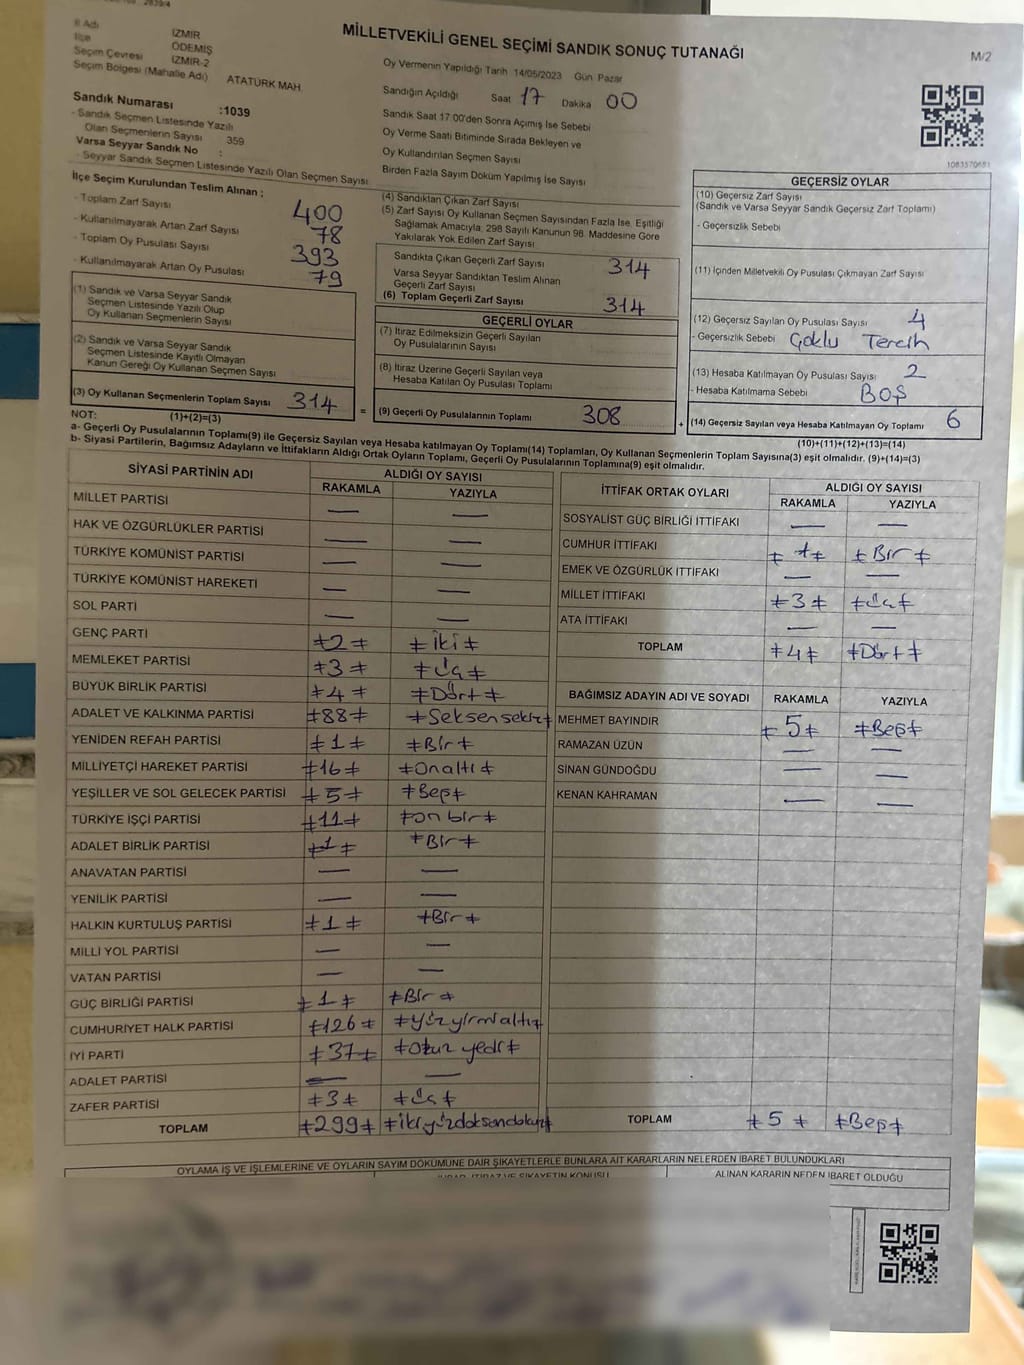 2839/4
İl Adı İZMİR
İlçe ÖDEMİŞ
Seçim Çevresi İZMİR-2
Seçim Bölgesi (Mahalle Adı) ATATÜRK MAH.
MİLLETVEKİLİ GENEL SEÇİMİ SANDIK SONUÇ TUTANAĞI
M/2
Sandık Numarası :1039
- Sandık Seçmen Listesinde Yazılı
Olan Seçmenlerin Sayısı 359
Varsa Seyyar Sandık No :
- Seyyar Sandık Seçmen Listesinde Yazılı Olan Seçmen Sayısı
Oy Vermenin Yapıldığı Tarih 14/05/2023 Gün Pazar
Sandığın Açıldığı Saat 17 Dakika 00
Sandık Saat 17:00'den Sonra Açımış İse Sebebi
Oy Verme Saati Bitiminde Sırada Bekleyen ve
Oy Kullandırılan Seçmen Sayısı
Birden Fazla Sayım Döküm Yapılmış İse Sayısı
1083570651
İlçe Seçim Kurulundan Teslim Alınan :
- Toplam Zarf Sayısı 400
- Kullanılmayarak Artan Zarf Sayısı 78
- Toplam Oy Pusulası Sayısı 393
- Kullanılmayarak Artan Oy Pusulası 79
(1) Sandık ve Varsa Seyyar Sandık
Seçmen Listesinde Yazılı Olup
Oy Kullanan Seçmenlerin Sayısı
(2) Sandık ve Varsa Seyyar Sandık
Seçmen Listesinde Kayıtlı Olmayan
Kanun Gereği Oy Kullanan Seçmen Sayısı
(3) Oy Kullanan Seçmenlerin Toplam Sayısı 314
(1)+(2)=(3)
(4) Sandıktan Çıkan Zarf Sayısı
(5) Zarf Sayısı Oy Kullanan Seçmen Sayısından Fazla İse, Eşitliği
Sağlamak Amacıyla, 298 Sayılı Kanunun 98. Maddesine Göre
Yakılarak Yok Edilen Zarf Sayısı
Sandıkta Çıkan Geçerli Zarf Sayısı 314
Varsa Seyyar Sandıktan Teslim Alınan
Geçerli Zarf Sayısı
(6) Toplam Geçerli Zarf Sayısı 314
GEÇERLİ OYLAR
(7) İtiraz Edilmeksizin Geçerli Sayılan
Oy Pusulalarının Sayısı
(8) İtiraz Üzerine Geçerli Sayılan veya
Hesaba Katılan Oy Pusulası Toplamı
= (9) Geçerli Oy Pusulalarının Toplamı 308
GEÇERSİZ OYLAR
(10) Geçersiz Zarf Sayısı
(Sandık ve Varsa Seyyar Sandık Geçersiz Zarf Toplamı)
- Geçersizlik Sebebi
(11) İçinden Milletvekili Oy Pusulası Çıkmayan Zarf Sayısı
(12) Geçersiz Sayılan Oy Pusulası Sayısı 4
- Geçersizlik Sebebi Çoklu Tercih
(13) Hesaba Katılmayan Oy Pusulası Sayısı 2
- Hesaba Katılmama Sebebi BOŞ
+ (14) Geçersiz Sayılan veya Hesaba Katılmayan Oy Toplamı 6
(10)+(11)+(12)+(13)=(14)
NOT:
a- Geçerli Oy Pusulalarının Toplamı(9) ile Geçersiz Sayılan veya Hesaba katılmayan Oy Toplamı(14) Toplamları, Oy Kullanan Seçmenlerin Toplam Sayısına(3) eşit olmalıdır. (9)+(14)=(3)
b- Siyasi Partilerin, Bağımsız Adayların ve İttifakların Aldığı Ortak Oyların Toplamı, Geçerli Oy Pusulalarının Toplamına(9) eşit olmalıdır.
SİYASİ PARTİNİN ADI ALDIĞI OY SAYISI
RAKAMLA YAZIYLA
MİLLET PARTİSİ — —
HAK VE ÖZGÜRLÜKLER PARTİSİ — —
TÜRKİYE KOMÜNİST PARTİSİ — —
TÜRKİYE KOMÜNİST HAREKETİ — —
SOL PARTİ — —
GENÇ PARTİ ≠2≠ ≠İki≠
MEMLEKET PARTİSİ ≠3≠ ≠Üç≠
BÜYÜK BİRLİK PARTİSİ ≠4≠ ≠Dört≠
ADALET VE KALKINMA PARTİSİ ≠88≠ ≠Seksensekiz≠
YENİDEN REFAH PARTİSİ ≠1≠ ≠Bir≠
MİLLİYETÇİ HAREKET PARTİSİ ≠16≠ ≠Onaltı≠
YEŞİLLER VE SOL GELECEK PARTİSİ ≠5≠ ≠Beş≠
TÜRKİYE İŞÇİ PARTİSİ ≠11≠ ≠on bir≠
ADALET BİRLİK PARTİSİ ≠1≠ ≠Bir≠
ANAVATAN PARTİSİ — —
YENİLİK PARTİSİ — —
HALKIN KURTULUŞ PARTİSİ ≠1≠ ≠Bir≠
MİLLİ YOL PARTİSİ — —
VATAN PARTİSİ — —
GÜÇ BİRLİĞİ PARTİSİ ≠1≠ ≠Bir≠
CUMHURİYET HALK PARTİSİ ≠126≠ ≠Yüzyirmialtı≠
İYİ PARTİ ≠37≠ ≠otuz yedi≠
ADALET PARTİSİ — —
ZAFER PARTİSİ ≠3≠ ≠Üç≠
TOPLAM ≠299≠ ≠ikiyüzdoksandokuz≠
İTTİFAK ORTAK OYLARI ALDIĞI OY SAYISI
RAKAMLA YAZIYLA
SOSYALİST GÜÇ BİRLİĞİ İTTİFAKI — —
CUMHUR İTTİFAKI ≠1≠ ≠Bir≠
EMEK VE ÖZGÜRLÜK İTTİFAKI — —
MİLLET İTTİFAKI ≠3≠ ≠Üç≠
ATA İTTİFAKI — —
TOPLAM ≠4≠ ≠Dört≠
BAĞIMSIZ ADAYIN ADI VE SOYADI RAKAMLA YAZIYLA
MEHMET BAYINDIR ≠5≠ ≠Beş≠
RAMAZAN ÜZÜN — —
SİNAN GÜNDOĞDU — —
KENAN KAHRAMAN — —
TOPLAM ≠5≠ ≠Beş≠
OYLAMA İŞ VE İŞLEMLERİNE VE OYLARIN SAYIM DÖKÜMÜNE DAİR ŞİKAYETLERLE BUNLARA AİT KARARLARIN NELERDEN İBARET BULUNDUKLARI
İTİRAZ VE ŞİKAYETİN KONUSU ALINAN KARARIN NEDEN İBARET OLDUĞU